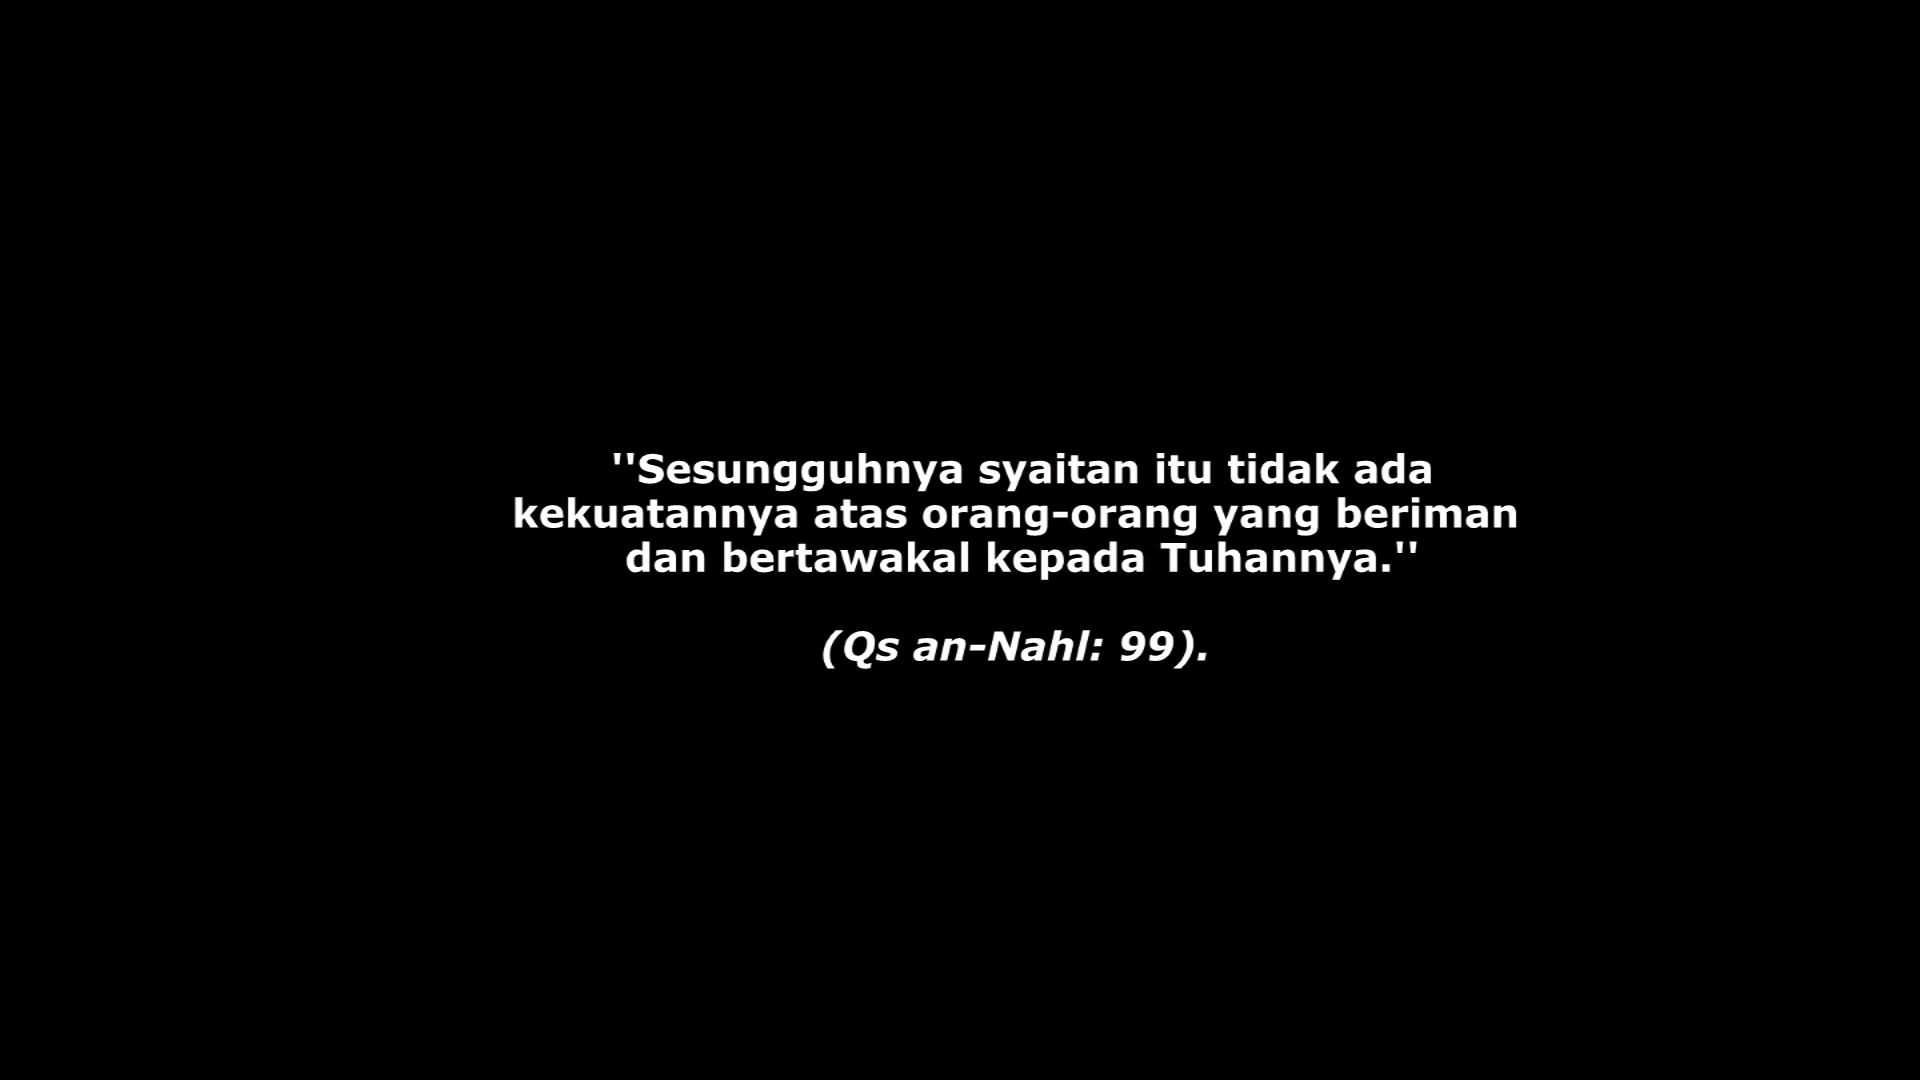 ''Sesungguhnya syaitan itu tidak ada
kekuatannya atas orang-orang yang beriman
dan bertawakal kepada Tuhannya.''
(Qs an-Nahl: 99).